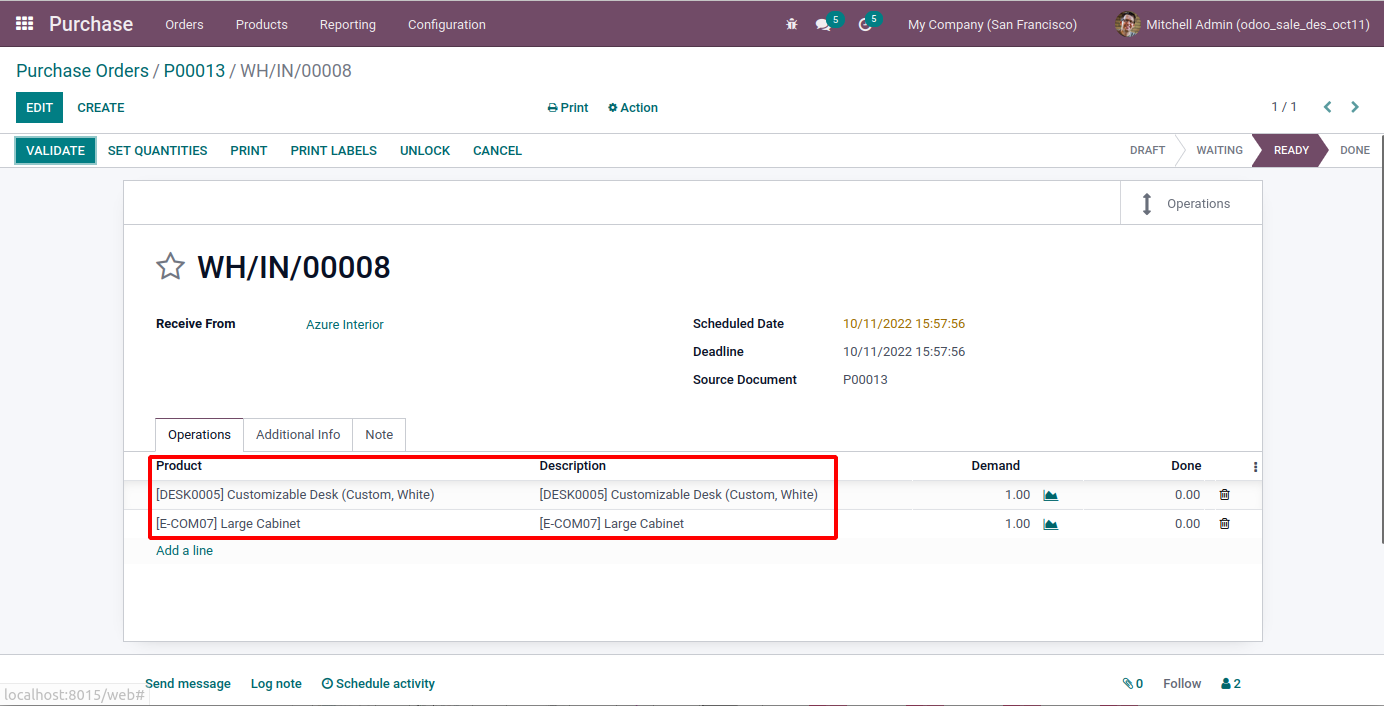 Purchase Orders Products Reporting Configuration 5 5 My Company (San Francisco) Mitchell Admin (odoo_sale_des_oct11)
Purchase Orders / P00013 / WH/IN/00008
EDIT CREATE Print Action 1 / 1
VALIDATE SET QUANTITIES PRINT PRINT LABELS UNLOCK CANCEL DRAFT WAITING READY DONE
Operations
WH/IN/00008
Receive From Azure Interior Scheduled Date 10/11/2022 15:57:56
Deadline 10/11/2022 15:57:56
Source Document P00013
Operations Additional Info Note
Product Description Demand Done
[DESK0005] Customizable Desk (Custom, White) [DESK0005] Customizable Desk (Custom, White) 1.00 0.00
[E-COM07] Large Cabinet [E-COM07] Large Cabinet 1.00 0.00
Add a line
Send message Log note Schedule activity 0 Follow 2
localhost:8015/web#